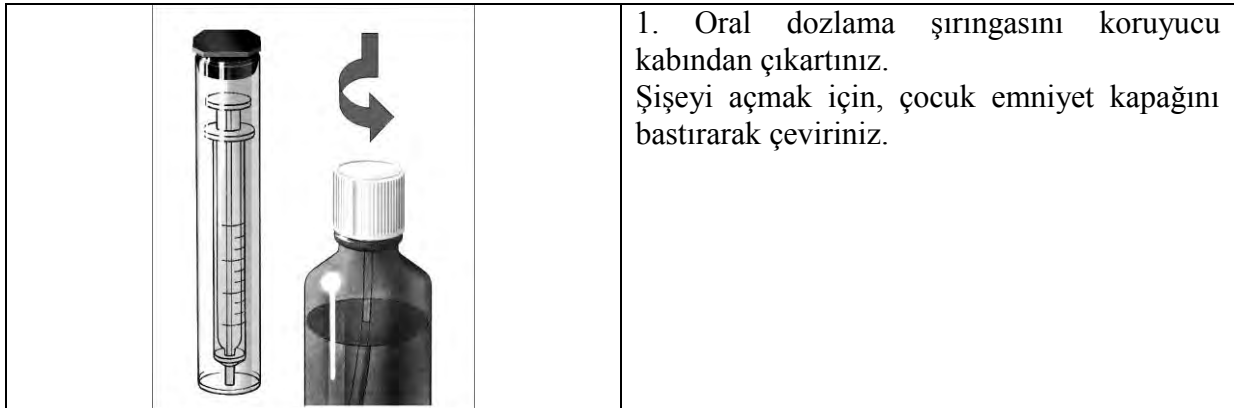 1. Oral dozlama şırıngasını koruyucu
kabından çıkartınız.
Şişeyi açmak için, çocuk emniyet kapağını
bastırarak çeviriniz.